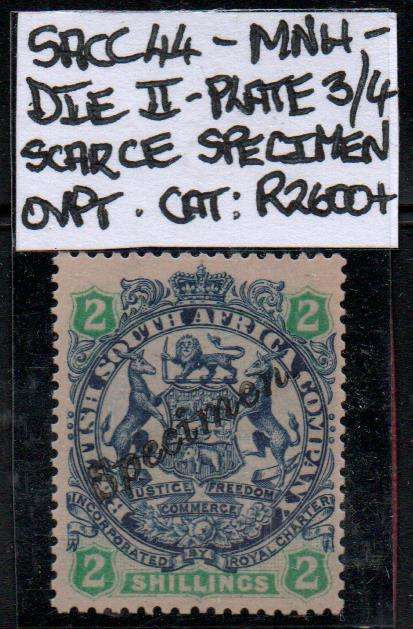 SACC 44 - MNH -
DIE II - PLATE 3/4
SCARCE SPECIMEN
OVPT. CAT: R2600+
2 2
BRITISH SOUTH AFRICA COMPANY
Specimen
JUSTICE FREEDOM
COMMERCE
INCORPORATED BY ROYAL CHARTER
2 SHILLINGS 2